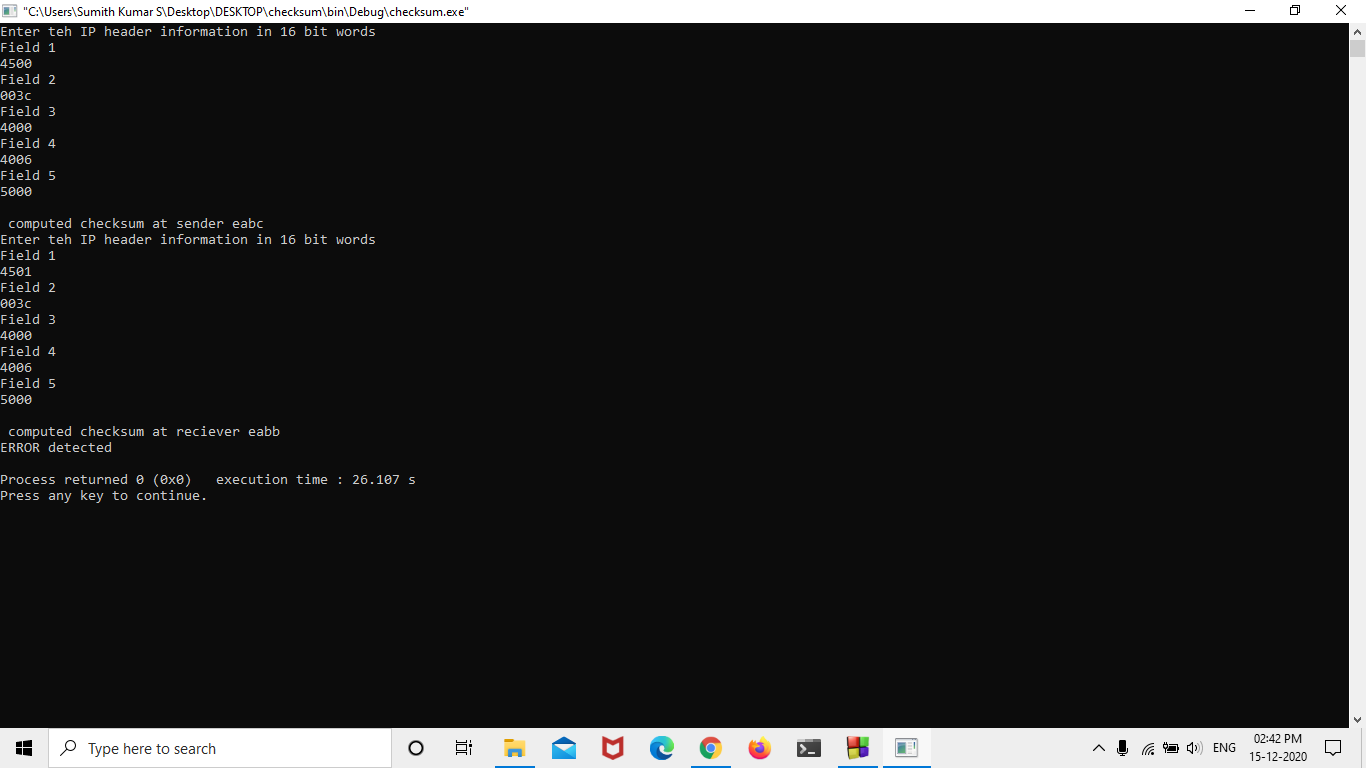 "C:\Users\Sumith Kumar S\Desktop\DESKTOP\checksum\bin\Debug\checksum.exe"
Enter teh IP header information in 16 bit words
Field 1
4500
Field 2
003c
Field 3
4000
Field 4
4006
Field 5
5000
computed checksum at sender eabc
Enter teh IP header information in 16 bit words
Field 1
4501
Field 2
003c
Field 3
4000
Field 4
4006
Field 5
5000
computed checksum at reciever eabb
ERROR detected
Process returned 0 (0x0)   execution time : 26.107 s
Press any key to continue.
Type here to search
ENG
02:42 PM
15-12-2020